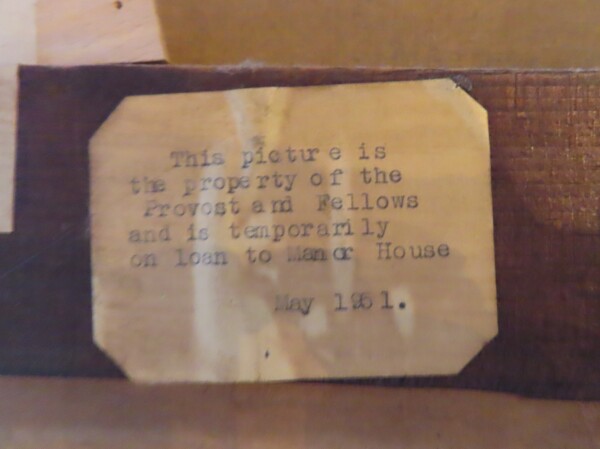 This picture is
the property of the
Provost and Fellows
and is temporarily
on loan to Manor House
May 1951.